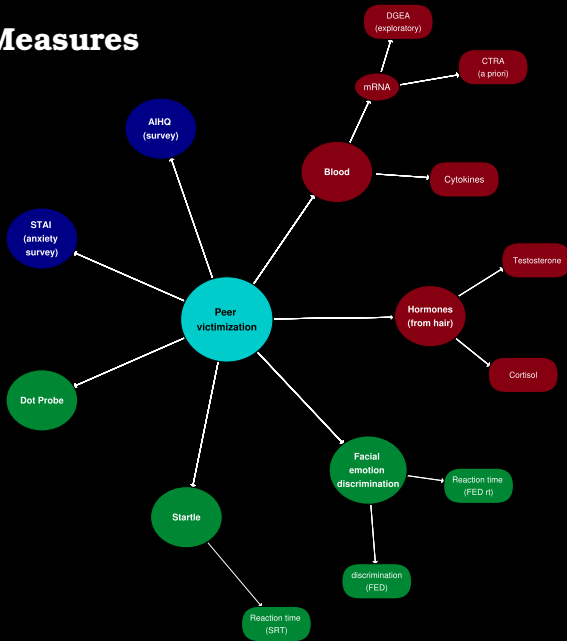 Measures
DGEA
(exploratory)
CTRA
(a priori)
mRNA
AIHQ
(survey)
Blood
Cytokines
STAI
(anxiety
survey)
Testosterone
Peer
victimization
Hormones
(from hair)
Cortisol
Dot Probe
Facial
emotion
discrimination
Reaction time
(FED rt)
Startle
discrimination
(FED)
Reaction time
(SRT)